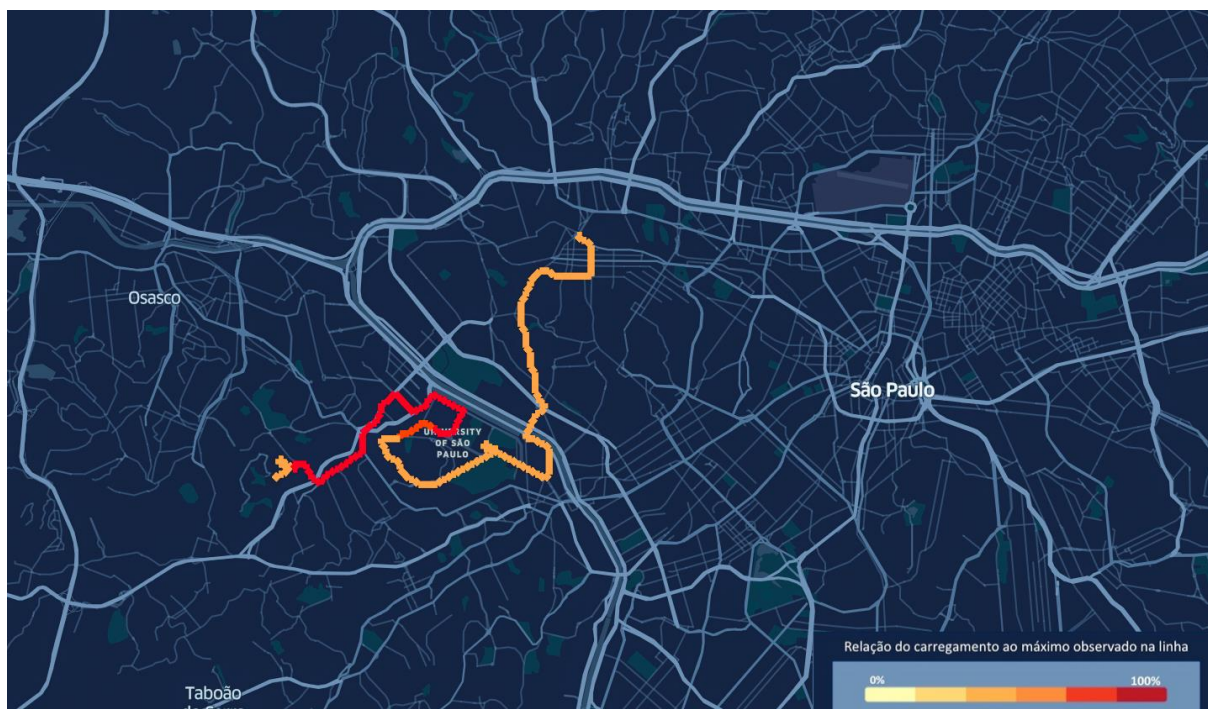 Osasco
São Paulo
UNIVERSITY
OF SÃO
PAULO
Taboão
Relação do carregamento ao máximo observado na linha
0%
100%